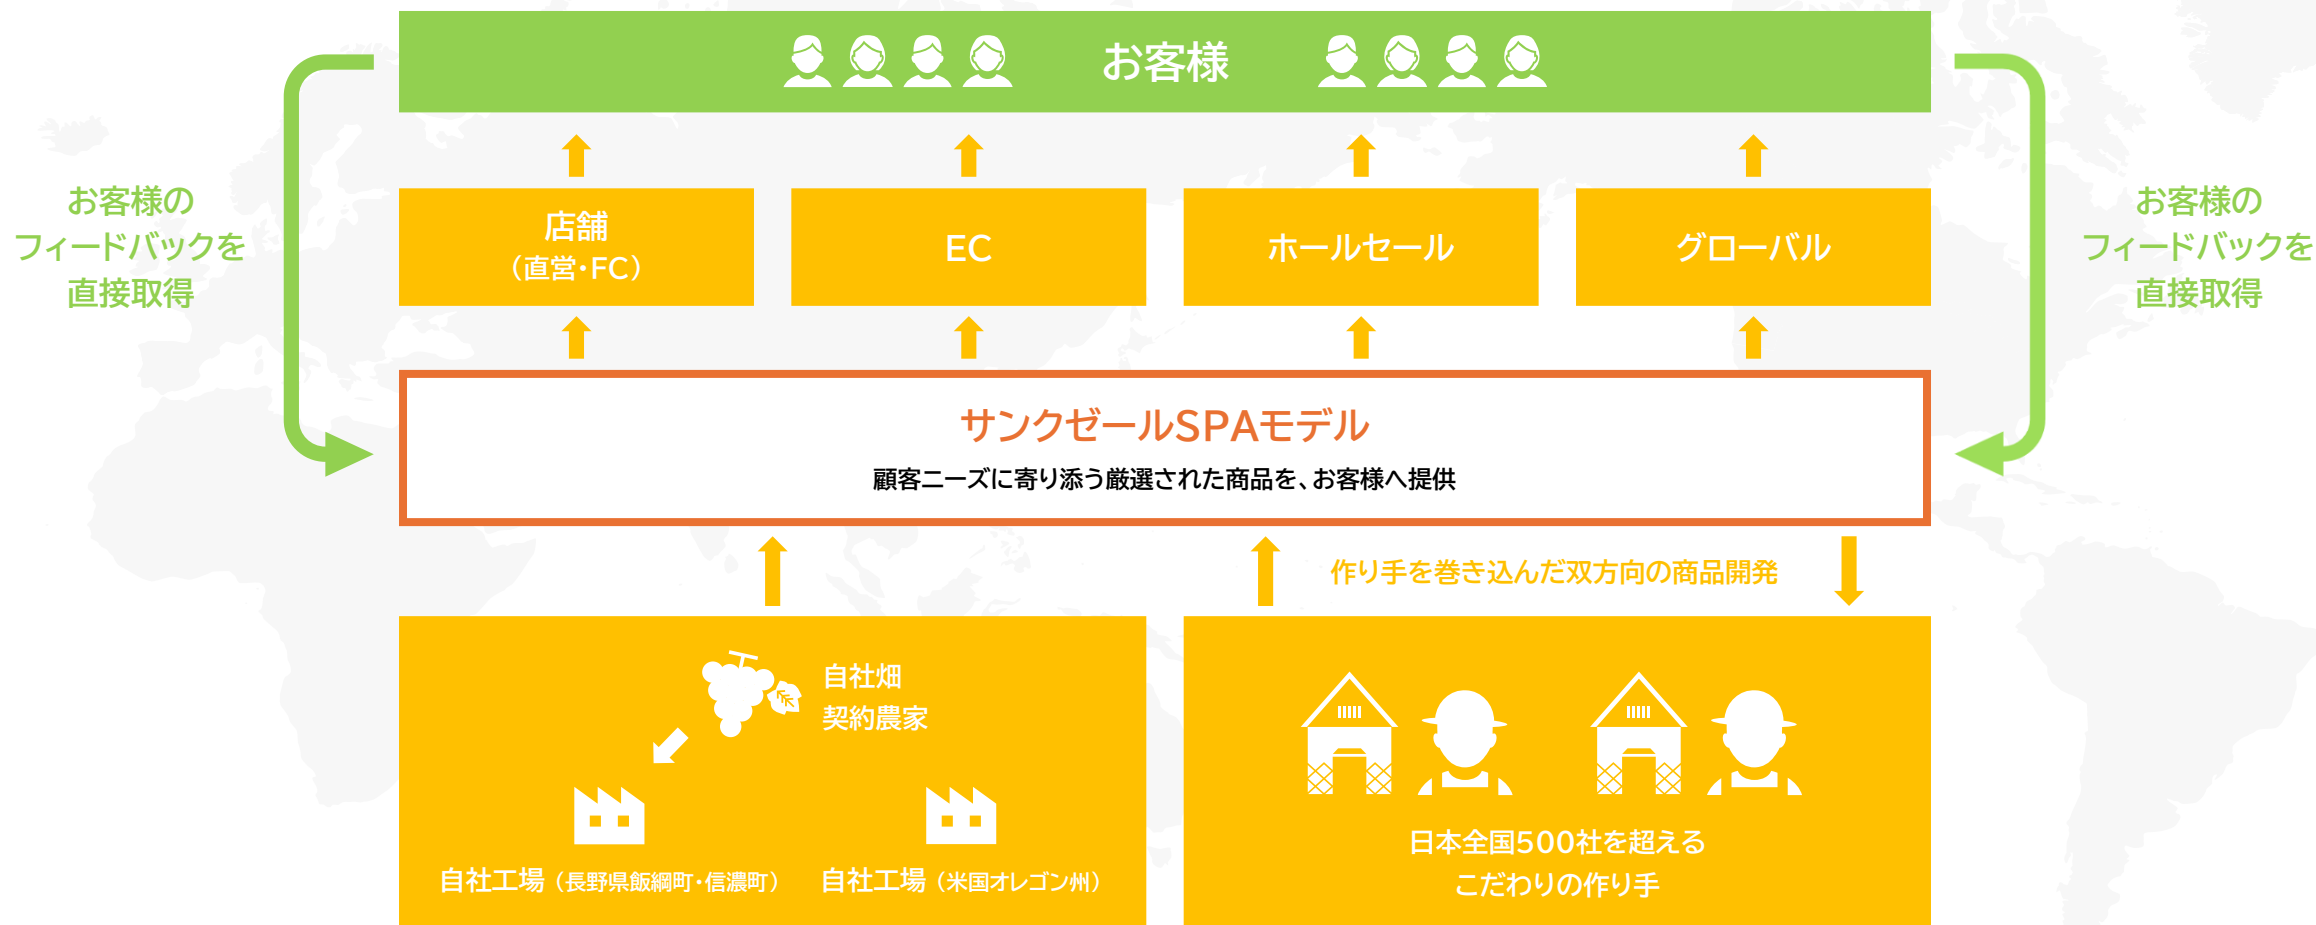 お客様
お客様の
フィードバックを
直接取得
店舗
（直営・FC）
EC
ホールセール
グローバル
お客様の
フィードバックを
直接取得
サンクゼールSPAモデル
顧客ニーズに寄り添う厳選された商品を、お客様へ提供
作り手を巻き込んだ双方向の商品開発
自社畑
契約農家
自社工場（長野県飯綱町・信濃町）
自社工場（米国オレゴン州）
日本全国500社を超える
こだわりの作り手